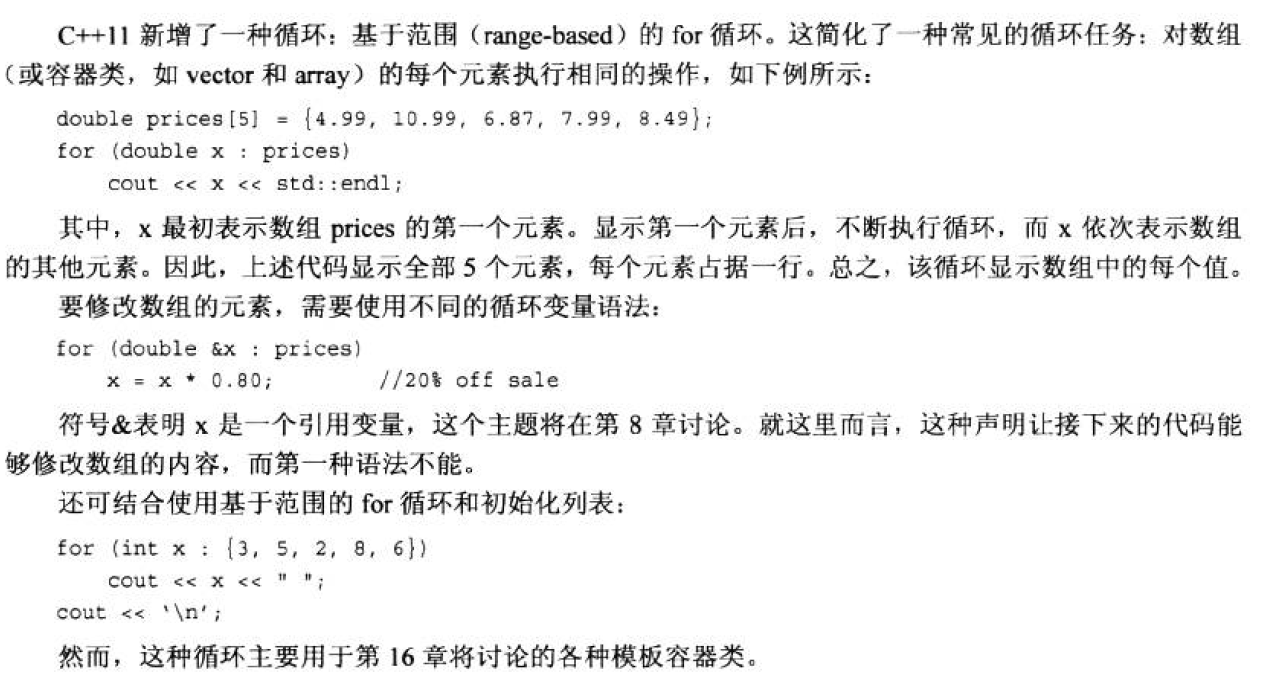 C++11 新增了一种循环：基于范围（range-based）的 for 循环。这简化了一种常见的循环任务：对数组
（或容器类，如 vector 和 array）的每个元素执行相同的操作，如下例所示：
double prices[5] = {4.99, 10.99, 6.87, 7.99, 8.49};
for (double x : prices)
    cout << x << std::endl;
其中，x 最初表示数组 prices 的第一个元素。显示第一个元素后，不断执行循环，而 x 依次表示数组
的其他元素。因此，上述代码显示全部 5 个元素，每个元素占据一行。总之，该循环显示数组中的每个值。
要修改数组的元素，需要使用不同的循环变量语法：
for (double &x : prices)
    x = x * 0.80;        //20% off sale
符号&表明 x 是一个引用变量，这个主题将在第 8 章讨论。就这里而言，这种声明让接下来的代码能
够修改数组的内容，而第一种语法不能。
还可结合使用基于范围的 for 循环和初始化列表：
for (int x : {3, 5, 2, 8, 6})
    cout << x << " ";
cout << '\n';
然而，这种循环主要用于第 16 章将讨论的各种模板容器类。